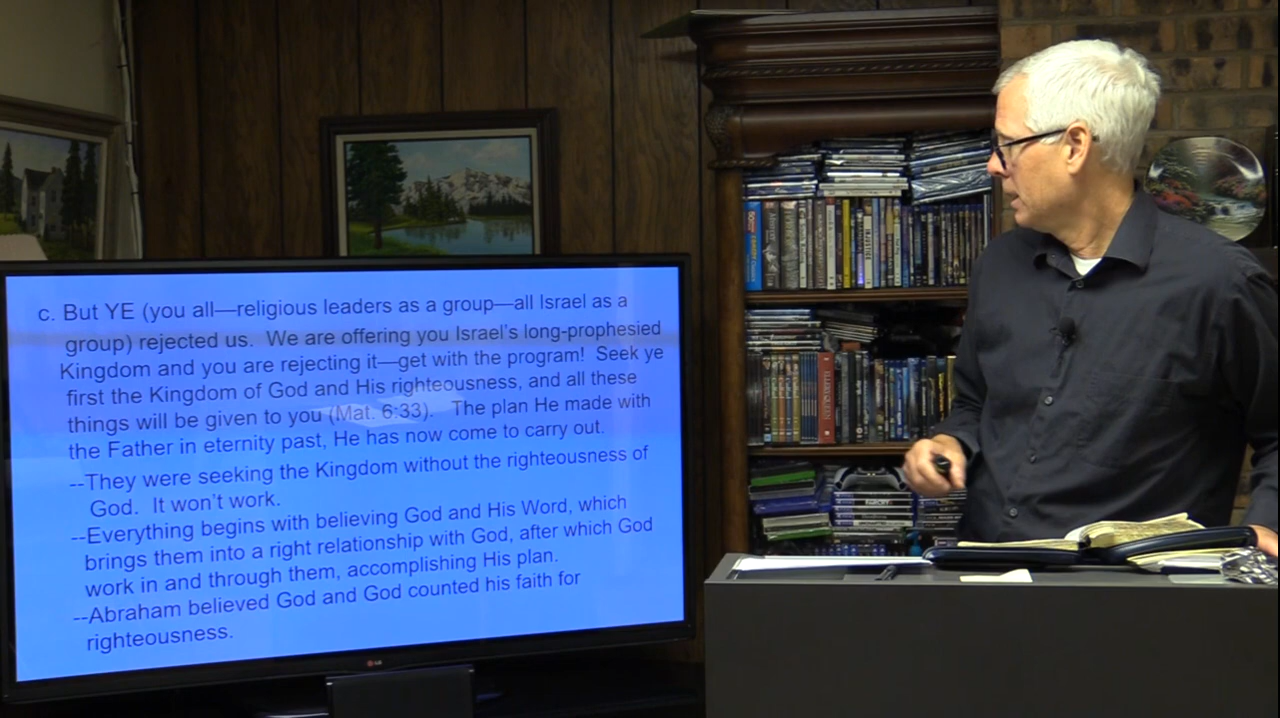 c. But YE (you all—religious leaders as a group—all Israel as a
group) rejected us. We are offering you Israel's long-prophesied
Kingdom and you are rejecting it—get with the program! Seek ye
first the Kingdom of God and His righteousness, and all these
things will be given to you (Mat. 6:33). The plan He made with
the Father in eternity past, He has now come to carry out.
--They were seeking the Kingdom without the righteousness of
God. It won't work.
--Everything begins with believing God and His Word, which
brings them into a right relationship with God, after which God
work in and through them, accomplishing His plan.
--Abraham believed God and God counted his faith for
righteousness.
LG